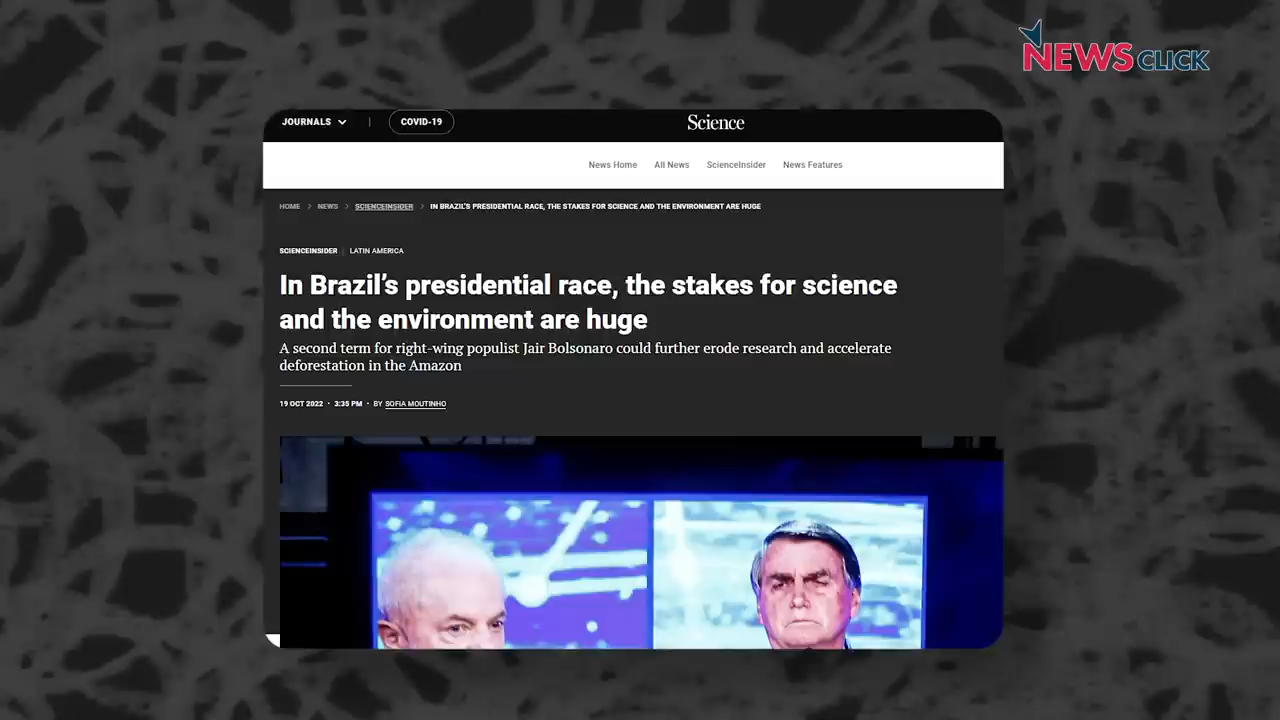 NEWSCLICK
JOURNALS | COVID-19 Science
News Home All News ScienceInsider News Features
HOME > NEWS > SCIENCEINSIDER > IN BRAZIL'S PRESIDENTIAL RACE, THE STAKES FOR SCIENCE AND THE ENVIRONMENT ARE HUGE
SCIENCEINSIDER | LATIN AMERICA
In Brazil's presidential race, the stakes for science
and the environment are huge
A second term for right-wing populist Jair Bolsonaro could further erode research and accelerate
deforestation in the Amazon
19 OCT 2022 · 3:35 PM · BY SOFIA MOUTINHO